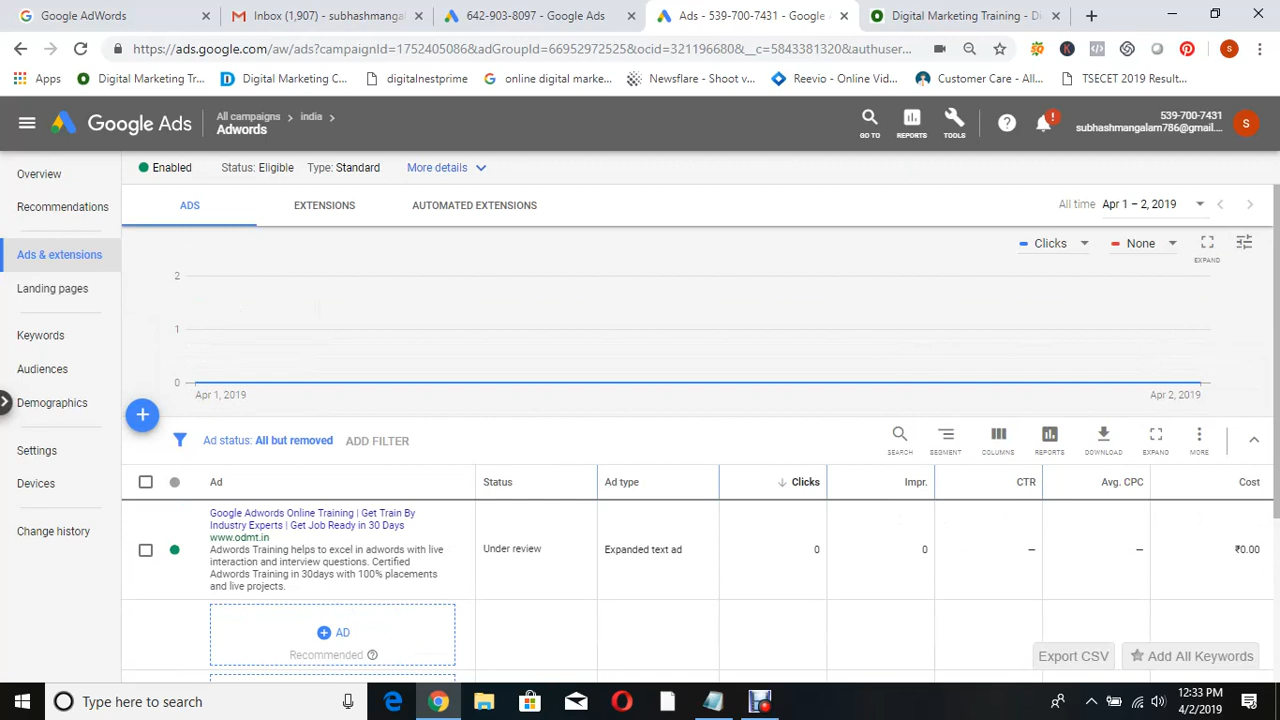 Google AdWords
Inbox (1,907) - subhashmangal
642-903-8097 - Google Ads
Ads - 539-700-7431 - Google
Digital Marketing Training - Di
https://ads.google.com/aw/ads?campaignId=1752405086&adGroupId=66952972525&ocid=3211966680&__c=5843381320&authuser...
S
Apps
Digital Marketing Tr...
Digital Marketing C...
digitalnestprime
online digital marke...
Newsflare - Shoot v...
Reevio - Online Vid...
Customer Care - All...
TSECET 2019 Result...
Google Ads
All campaigns > india >
Adwords
GO TO
REPORTS
TOOLS
539-700-7431
subhashmangalam786@gmail....
S
Enabled Status: Eligible Type: Standard More details
Overview
Recommendations
Ads & extensions
Landing pages
Keywords
Audiences
Demographics
Settings
Devices
Change history
ADS
EXTENSIONS
AUTOMATED EXTENSIONS
All time Apr 1 – 2, 2019
Clicks
None
EXPAND
2
1
0
Apr 1, 2019
Apr 2, 2019
Ad status: All but removed ADD FILTER
SEARCH
SEGMENT
COLUMNS
REPORTS
DOWNLOAD
EXPAND
MORE
Ad Status Ad type Clicks Impr. CTR Avg. CPC Cost
Google Adwords Online Training | Get Train By
Industry Experts | Get Job Ready in 30 Days
www.odmt.in
Adwords Training helps to excel in adwords with live
interaction and interview questions. Certified
Adwords Training in 30days with 100% placements
and live projects.
Under review
Expanded text ad
0
0
—
—
₹0.00
AD
Recommended
Export CSV
Add All Keywords
Type here to search
12:33 PM
4/2/2019